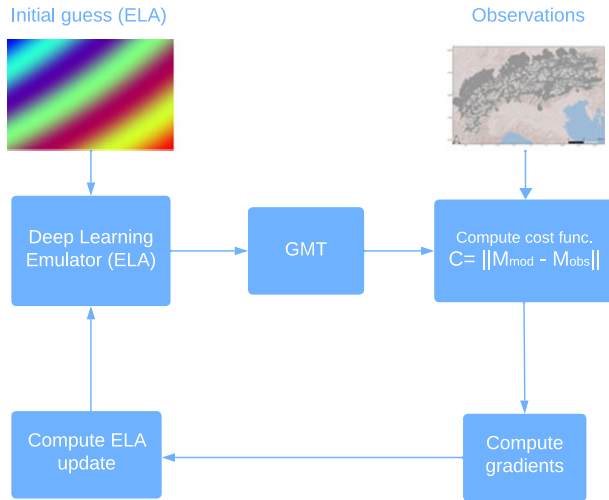 Initial guess (ELA)
Observations
Deep Learning
Emulator (ELA)
GMT
Compute cost func.
C= ||Mmod - Mobs||
Compute ELA
update
Compute
gradients